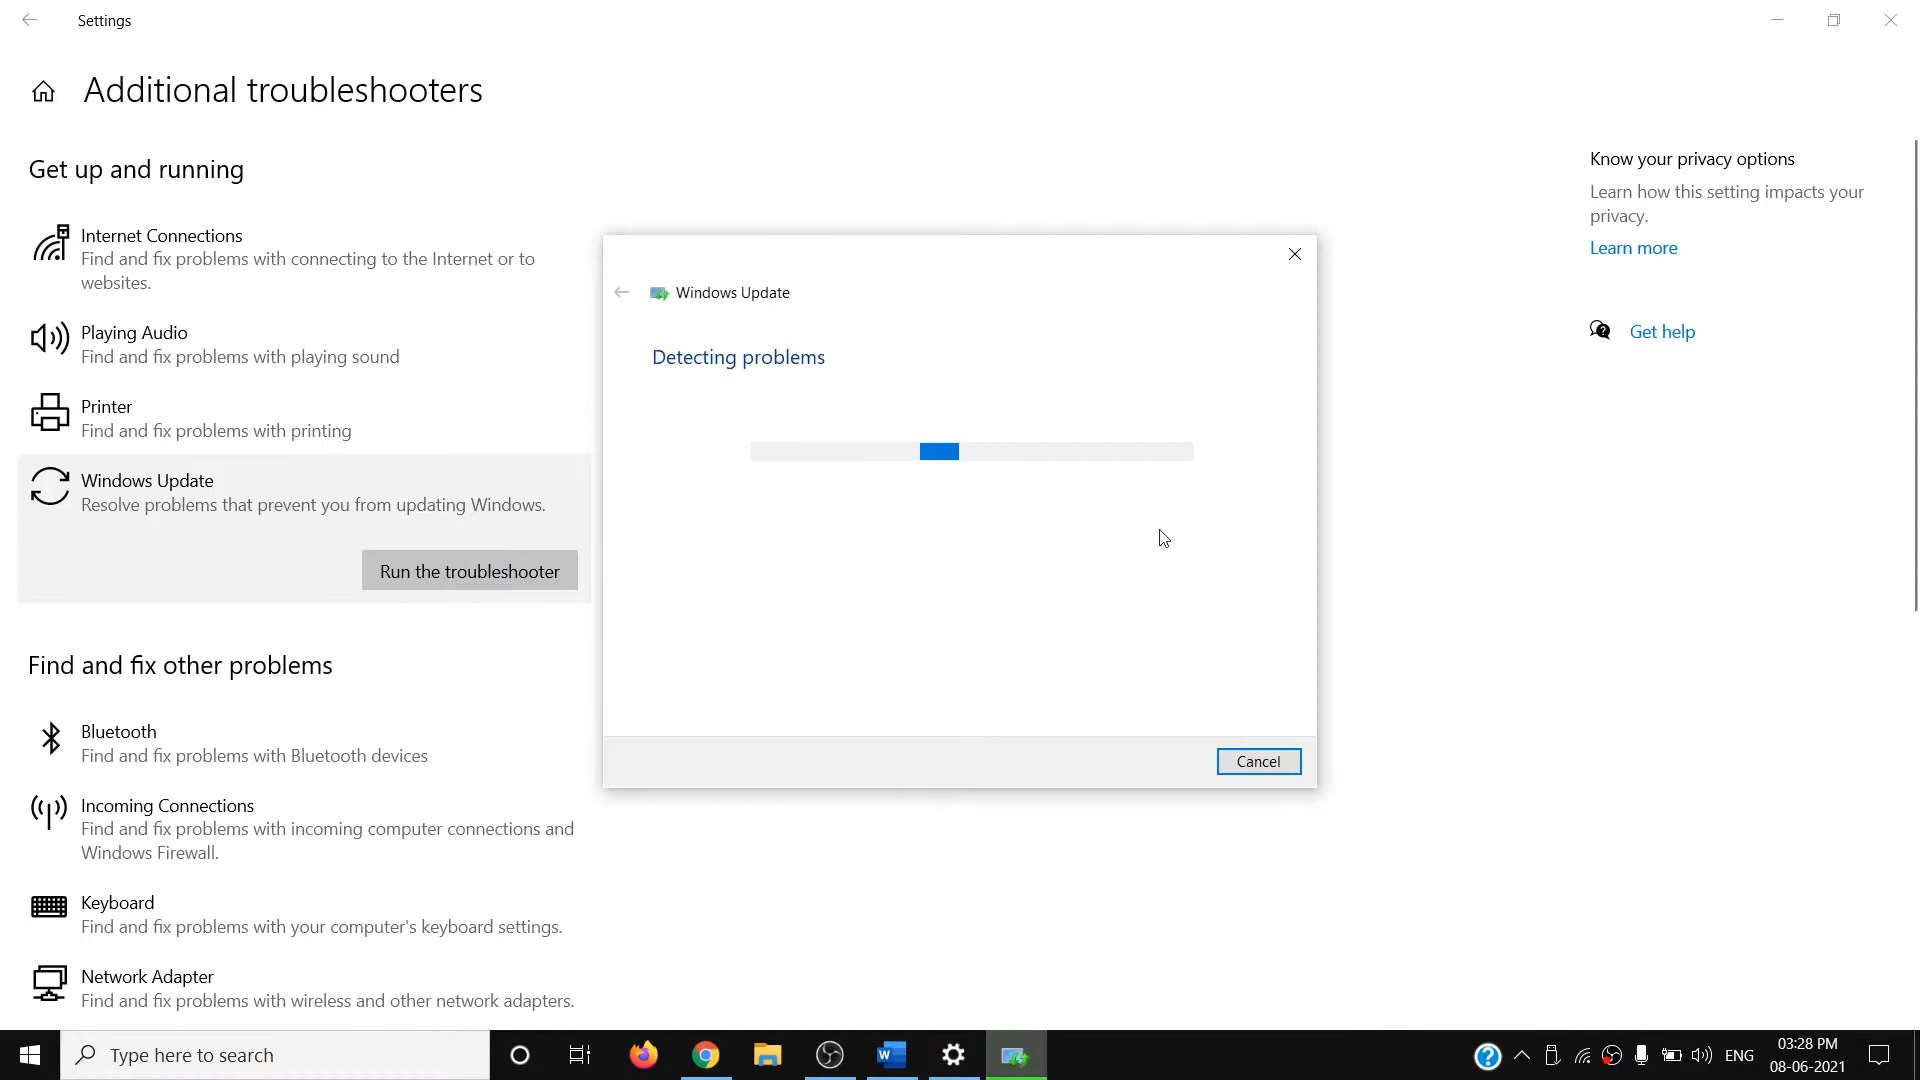 Settings
Additional troubleshooters
Get up and running
Internet Connections
Find and fix problems with connecting to the Internet or to
websites.
Playing Audio
Find and fix problems with playing sound
Printer
Find and fix problems with printing
Windows Update
Resolve problems that prevent you from updating Windows.
Run the troubleshooter
Find and fix other problems
Bluetooth
Find and fix problems with Bluetooth devices
Incoming Connections
Find and fix problems with incoming computer connections and
Windows Firewall.
Keyboard
Find and fix problems with your computer's keyboard settings.
Network Adapter
Find and fix problems with wireless and other network adapters.
Windows Update
Detecting problems
Cancel
Know your privacy options
Learn how this setting impacts your
privacy.
Learn more
Get help
Type here to search
ENG
03:28 PM
08-06-2021